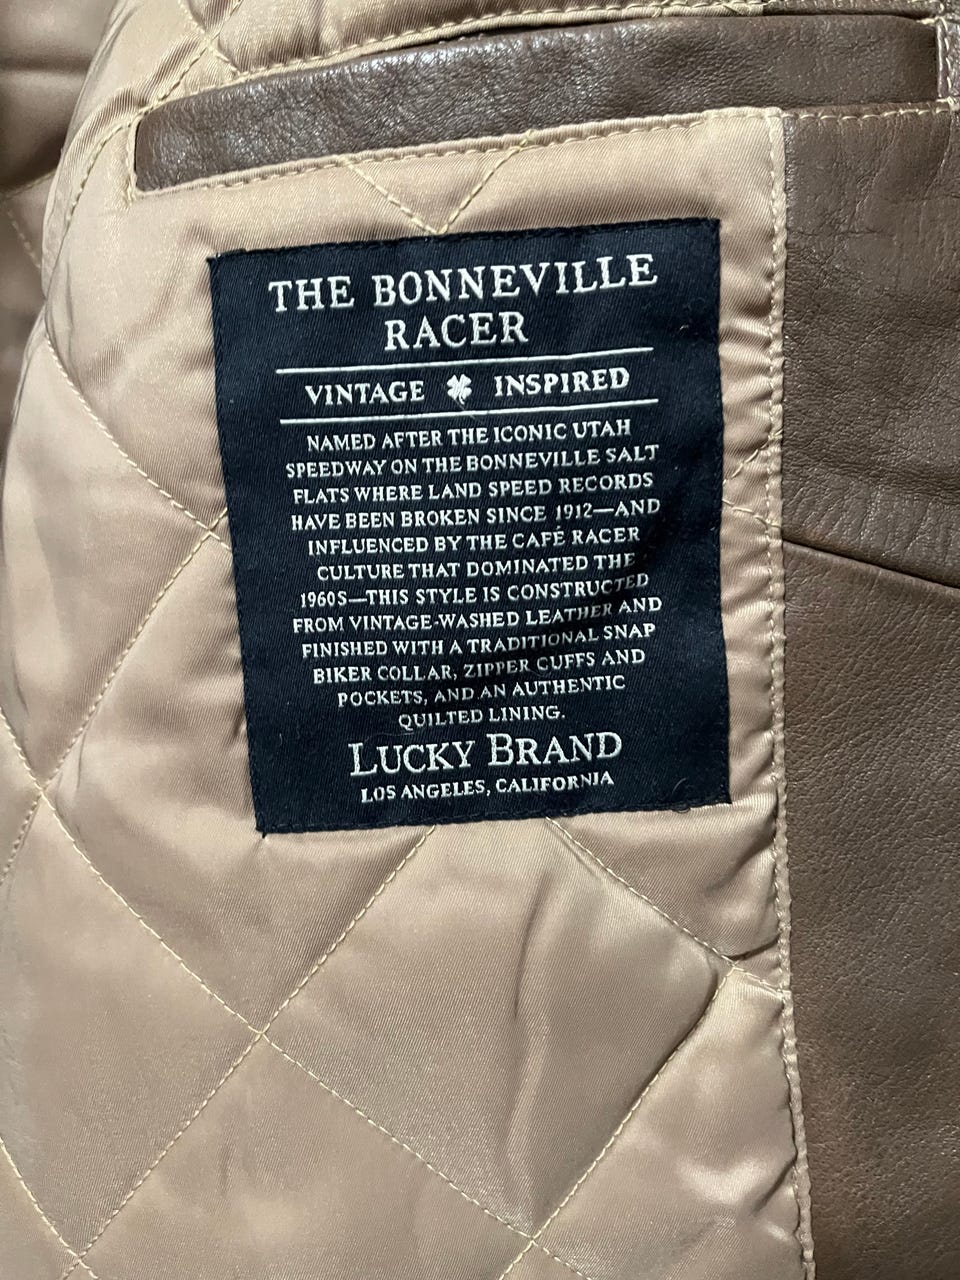 THE BONNEVILLE
RACER
VINTAGE INSPIRED
NAMED AFTER THE ICONIC UTAH
SPEEDWAY ON THE BONNEVILLE SALT
FLATS WHERE LAND SPEED RECORDS
HAVE BEEN BROKEN SINCE 1912—AND
INFLUENCED BY THE CAFÉ RACER
CULTURE THAT DOMINATED THE
1960S—THIS STYLE IS CONSTRUCTED
FROM VINTAGE-WASHED LEATHER AND
FINISHED WITH A TRADITIONAL SNAP
BIKER COLLAR, ZIPPER CUFFS AND
POCKETS, AND AN AUTHENTIC
QUILTED LINING.
LUCKY BRAND
LOS ANGELES, CALIFORNIA